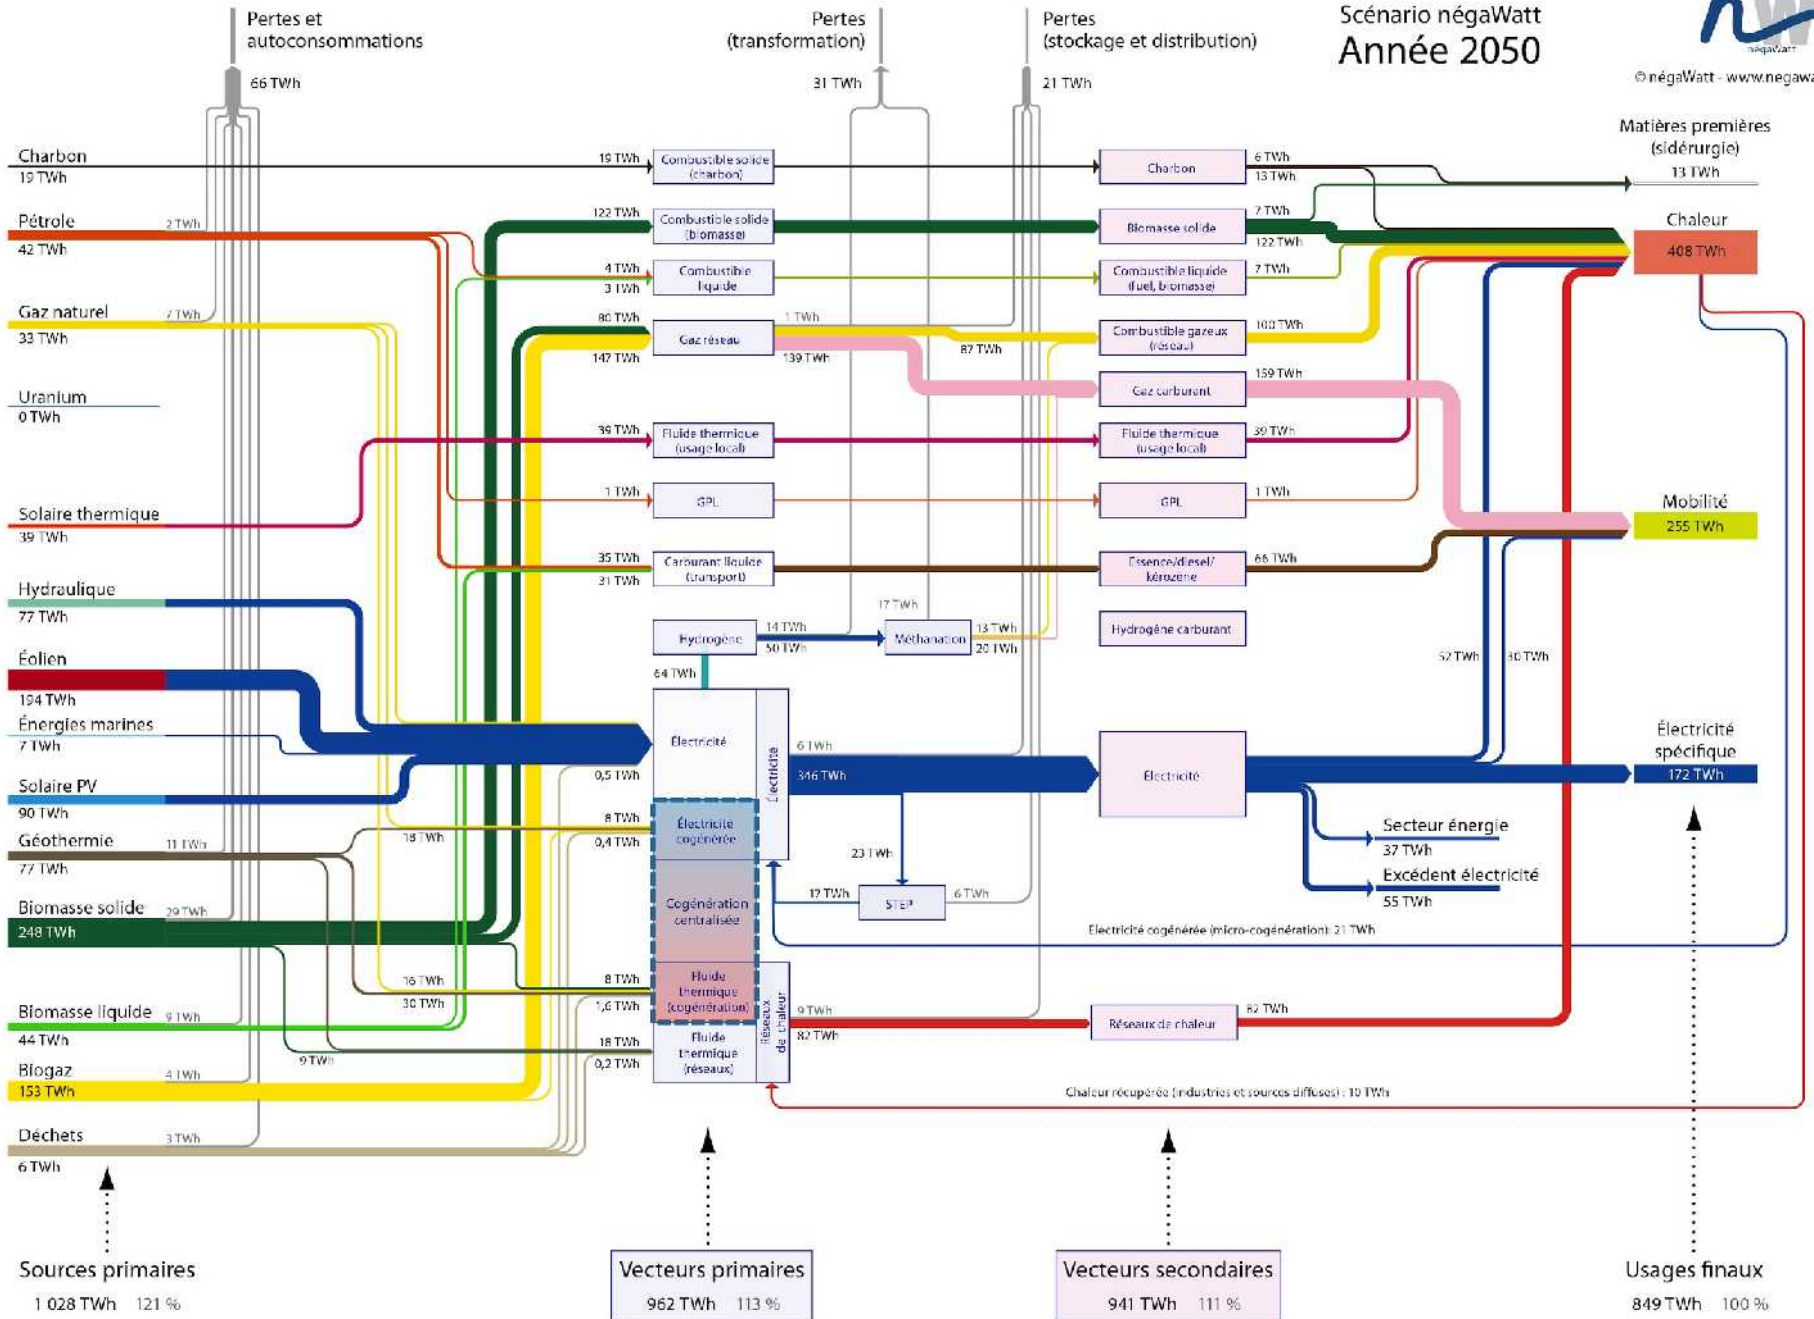 Pertes et
autoconsommations
66 TWh
Pertes
(transformation)
31 TWh
Pertes
(stockage et distribution)
21 TWh
Scénario négaWatt
Année 2050
négaWatt
© négaWatt - www.negawa
Matières premières
(sidérurgie)
13 TWh
Charbon
19 TWh
19 TWh
Combustible solide
(charbon)
Charbon
6 TWh
13 TWh
Pétrole
42 TWh
2 TWh
122 TWh
Combustible solide
(biomasse)
Biomasse solide
7 TWh
122 TWh
Chaleur
408 TWh
4 TWh
3 TWh
Combustible
liquide
Combustible liquide
(fuel, biomasse)
7 TWh
Gaz naturel
33 TWh
7 TWh
80 TWh
147 TWh
Gaz réseau
1 TWh
139 TWh
87 TWh
Combustible gazeux
(réseau)
100 TWh
Uranium
0 TWh
Gaz carburant
159 TWh
39 TWh
Fluide thermique
(usage local)
Fluide thermique
(usage local)
39 TWh
Solaire thermique
39 TWh
1 TWh
GPL
GPL
1 TWh
Mobilité
255 TWh
35 TWh
31 TWh
Carburant liquide
(transport)
Essence/diesel/
kérozène
66 TWh
Hydraulique
77 TWh
17 TWh
Hydrogène
14 TWh
50 TWh
Méthanation
13 TWh
20 TWh
Hydrogène carburant
64 TWh
52 TWh
30 TWh
Éolien
194 TWh
Énergies marines
7 TWh
Électricité
Électricité
6 TWh
346 TWh
Électricité
Électricité
spécifique
172 TWh
0,5 TWh
Solaire PV
90 TWh
8 TWh
0,4 TWh
Électricité
cogénérée
Secteur énergie
37 TWh
Géothermie
77 TWh
11 TWh
18 TWh
23 TWh
17 TWh
STEP
6 TWh
Excédent électricité
55 TWh
Biomasse solide
248 TWh
29 TWh
Cogénération
centralisée
Electricité cogénérée (micro-cogénération): 21 TWh
16 TWh
30 TWh
8 TWh
1,6 TWh
Fluide
thermique
(cogénération)
Réseaux
de chaleur
9 TWh
82 TWh
Réseaux de chaleur
82 TWh
Biomasse liquide
44 TWh
9 TWh
9 TWh
18 TWh
0,2 TWh
Fluide
thermique
(réseaux)
Biogaz
153 TWh
4 TWh
Chaleur récupérée (industries et sources diffuses) : 10 TWh
Déchets
6 TWh
3 TWh
Sources primaires
1 028 TWh 121 %
Vecteurs primaires
962 TWh 113 %
Vecteurs secondaires
941 TWh 111 %
Usages finaux
849 TWh 100 %